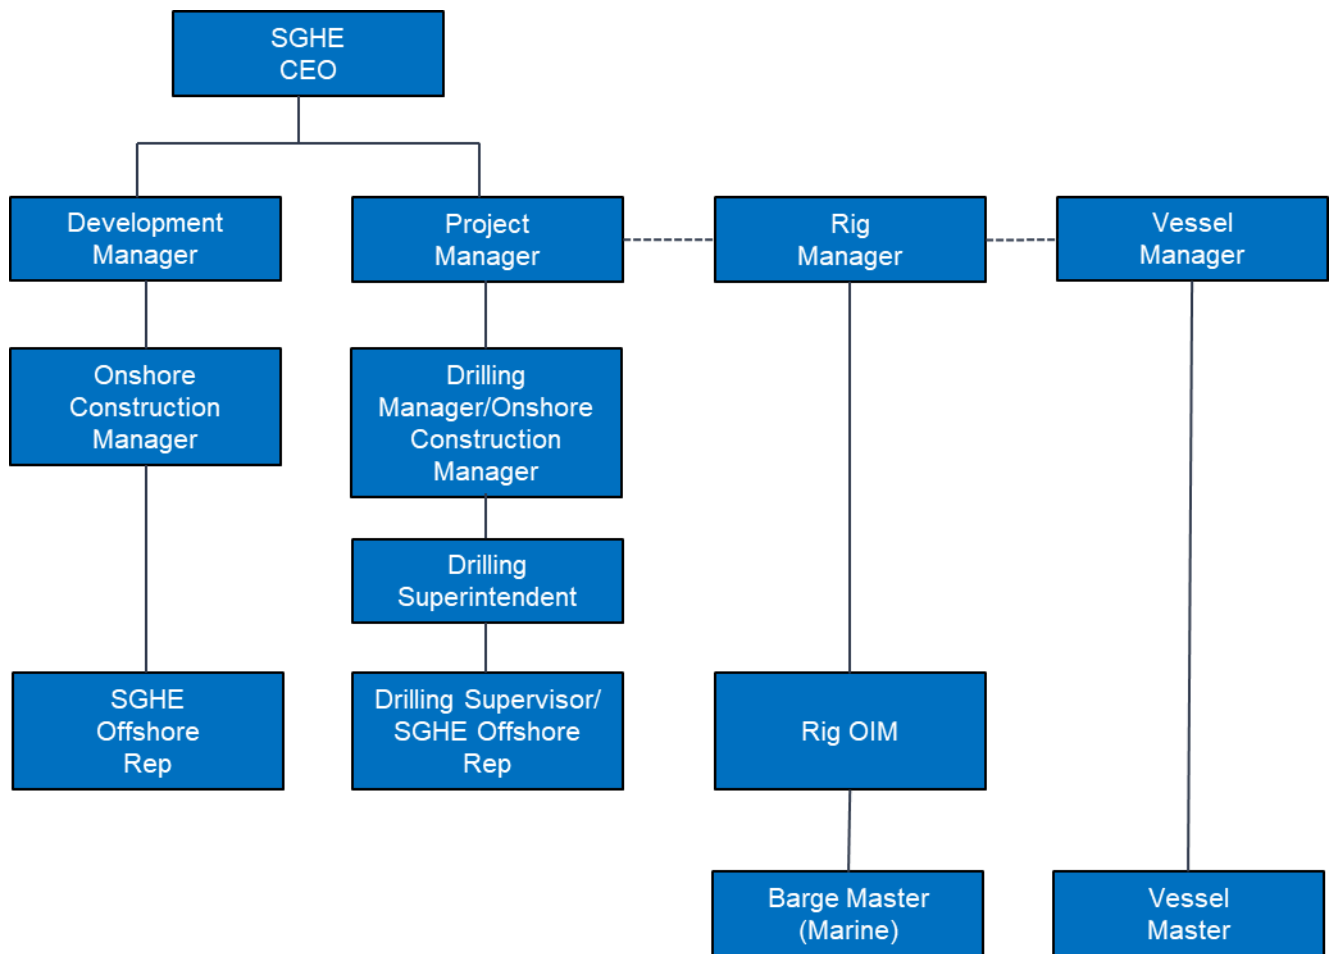 SGHE
CEO
Development
Manager
Project
Manager
Rig
Manager
Vessel
Manager
Onshore
Construction
Manager
Drilling
Manager/Onshore
Construction
Manager
Drilling
Superintendent
SGHE
Offshore
Rep
Drilling Supervisor/
SGHE Offshore
Rep
Rig OIM
Barge Master
(Marine)
Vessel
Master